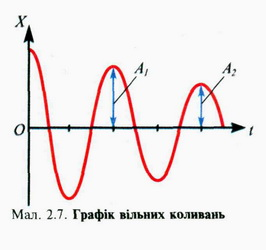 X
A₁
A₂
O
t
Мал. 2.7. Графік вільних коливань